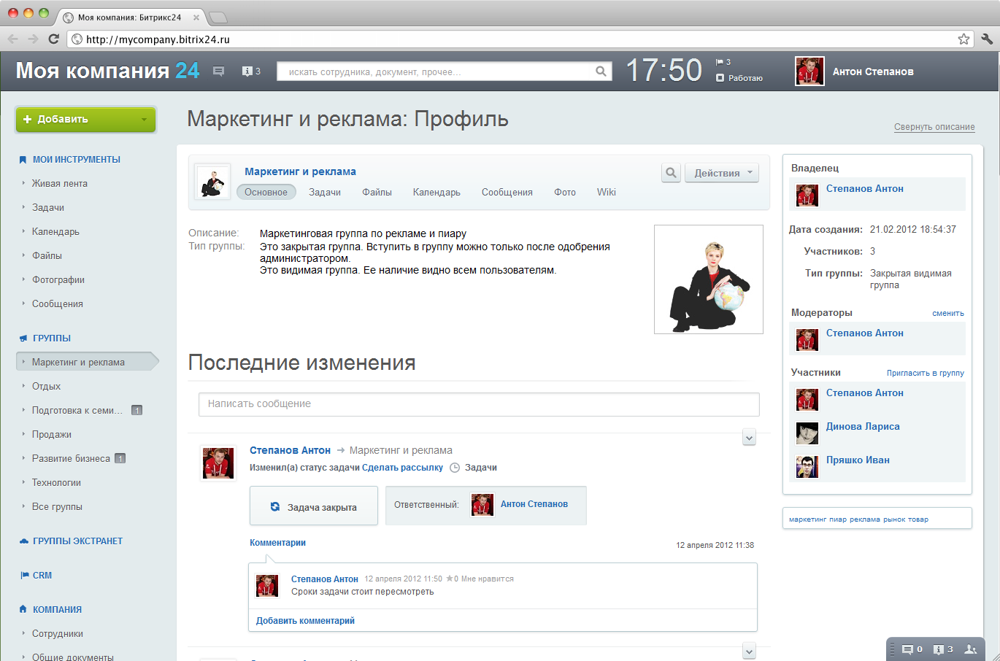 Моя компания: Битрикс24
http://mycompany.bitrix24.ru
Моя компания 24
3
искать сотрудника, документ, прочее...
17:50
3
Работаю
Антон Степанов
Добавить
Маркетинг и реклама: Профиль
Свернуть описание
МОИ ИНСТРУМЕНТЫ
Живая лента
Задачи
Календарь
Файлы
Фотографии
Сообщения
ГРУППЫ
Маркетинг и реклама
Отдых
Подготовка к семи... 1
Продажи
Развитие бизнеса 1
Технологии
Все группы
ГРУППЫ ЭКСТРАНЕТ
CRM
КОМПАНИЯ
Сотрудники
Общие документы
Маркетинг и реклама
Действия
Основное Задачи Файлы Календарь Сообщения Фото Wiki
Описание: Маркетинговая группа по рекламе и пиару
Тип группы: Это закрытая группа. Вступить в группу можно только после одобрения
администратором.
Это видимая группа. Ее наличие видно всем пользователям.
Последние изменения
Написать сообщение
Степанов Антон Маркетинг и реклама
Изменил(а) статус задачи Сделать рассылку Задачи
Задача закрыта
Ответственный: Антон Степанов
Комментарии
12 апреля 2012 11:38
Степанов Антон 12 апреля 2012 11:50 0 Мне нравится
Сроки задачи стоит пересмотреть
Добавить комментарий
Владелец
Степанов Антон
Дата создания: 21.02.2012 18:54:37
Участников: 3
Тип группы: Закрытая видимая
группа
Модераторы сменить
Степанов Антон
Участники Пригласить в группу
Степанов Антон
Динова Лариса
Пряшко Иван
маркетинг пиар реклама рынок товар
0 3